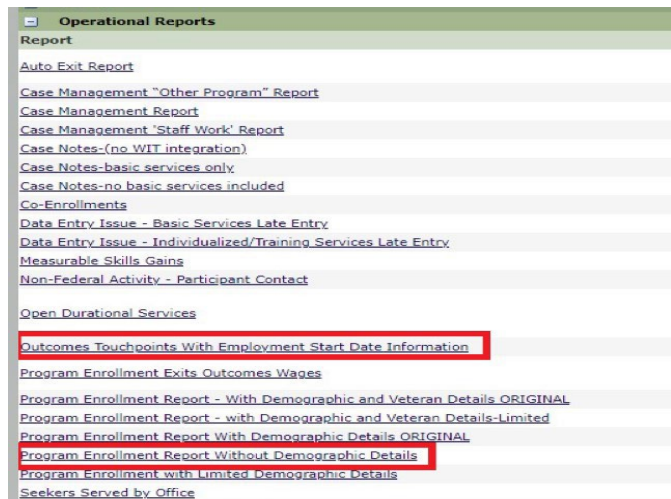 Operational Reports
Report
Auto Exit Report
Case Management “Other Program” Report
Case Management Report
Case Management 'Staff Work' Report
Case Notes-(no WIT integration)
Case Notes-basic services only
Case Notes-no basic services included
Co-Enrollments
Data Entry Issue - Basic Services Late Entry
Data Entry Issue - Individualized/Training Services Late Entry
Measurable Skills Gains
Non-Federal Activity - Participant Contact
Open Durational Services
Outcomes Touchpoints With Employment Start Date Information
Program Enrollment Exits Outcomes Wages
Program Enrollment Report - With Demographic and Veteran Details ORIGINAL
Program Enrollment Report - with Demographic and Veteran Details-Limited
Program Enrollment Report With Demographic Details ORIGINAL
Program Enrollment Report Without Demographic Details
Program Enrollment with Limited Demographic Details
Seekers Served by Office